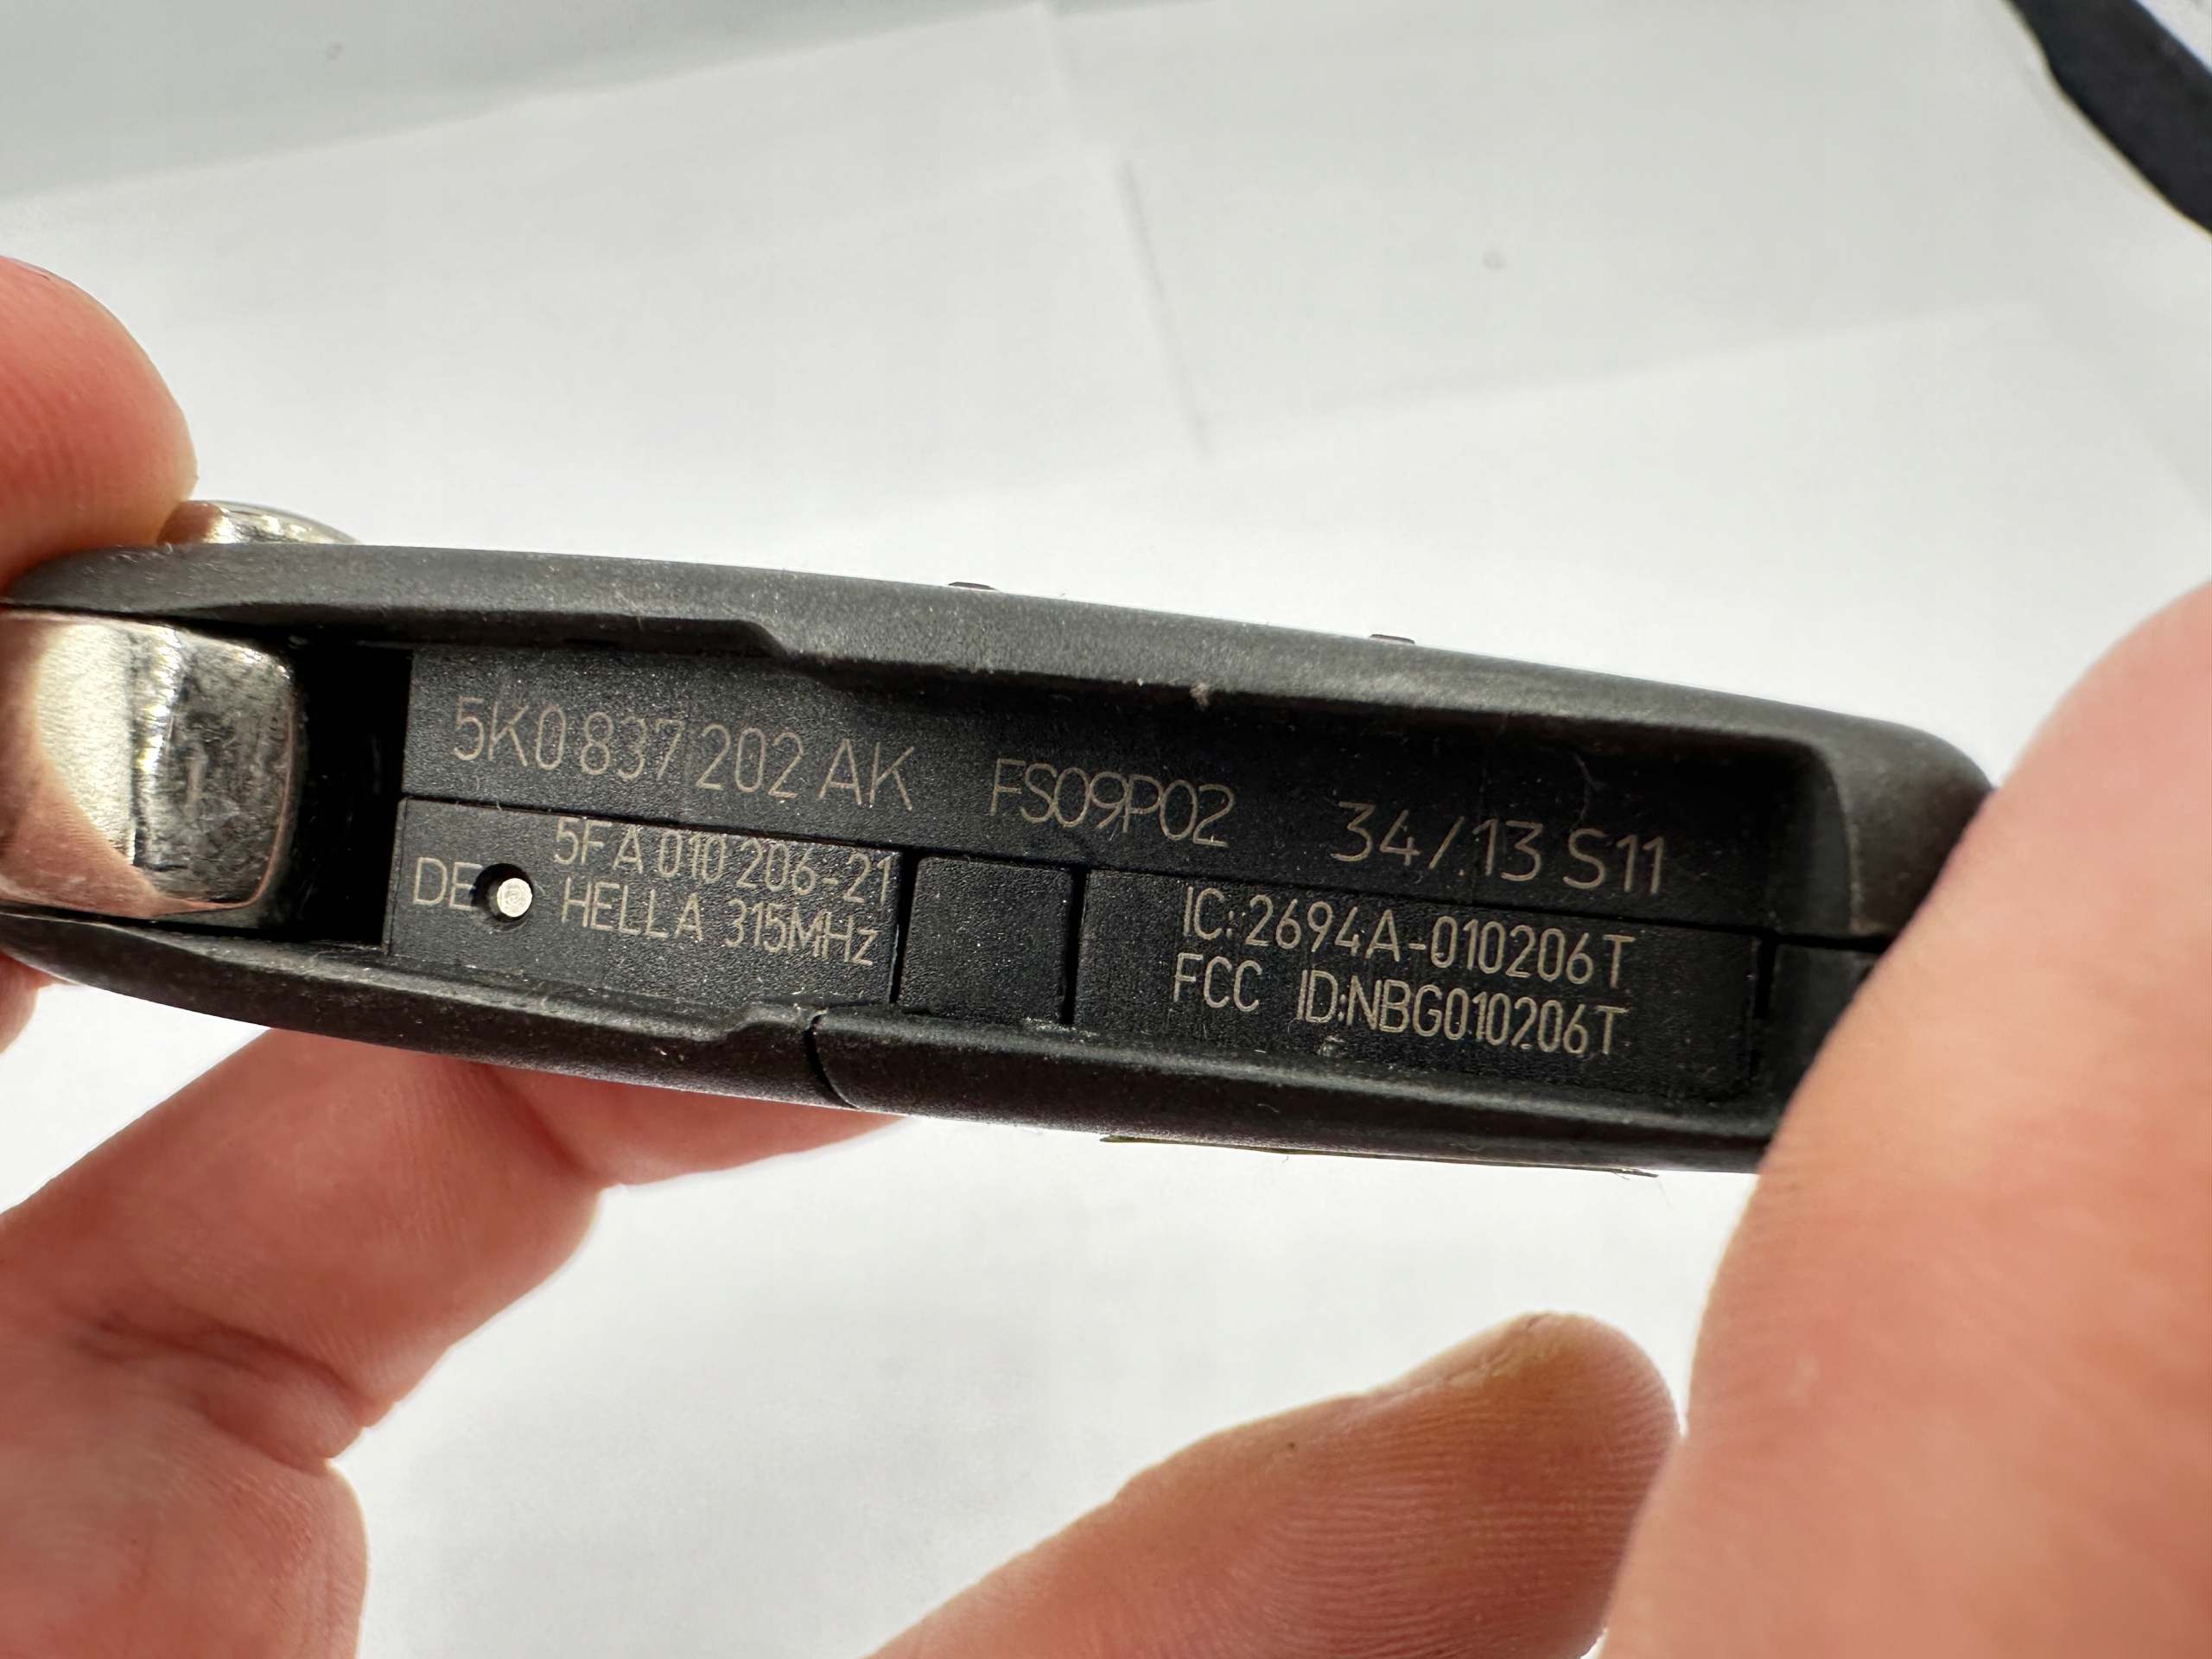 5K0 837 202 AK FS09P02 34/.13 S11
DE 5FA 010 206-21
HELLA 315MHz
IC:2694A-010206T
FCC ID:NBG010206T